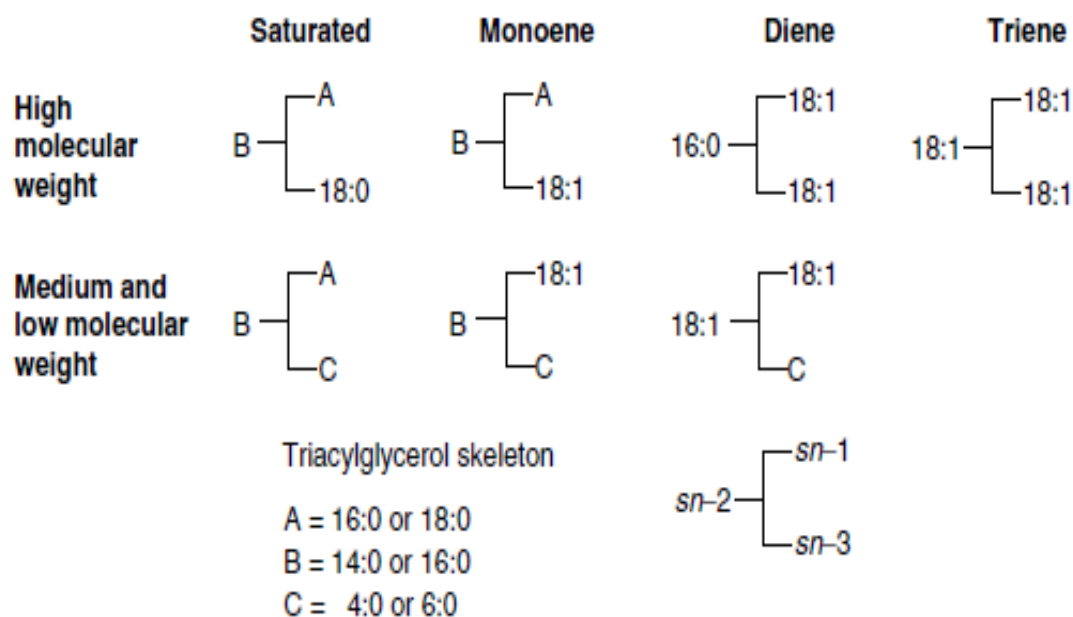 Saturated Monoene Diene Triene
High
molecular
weight
B A 18:0
B A 18:1
16:0 18:1 18:1
18:1 18:1 18:1
Medium and
low molecular
weight
B A C
B 18:1 C
18:1 18:1 C
Triacylglycerol skeleton
A = 16:0 or 18:0
B = 14:0 or 16:0
C = 4:0 or 6:0
sn–1
sn–2
sn–3